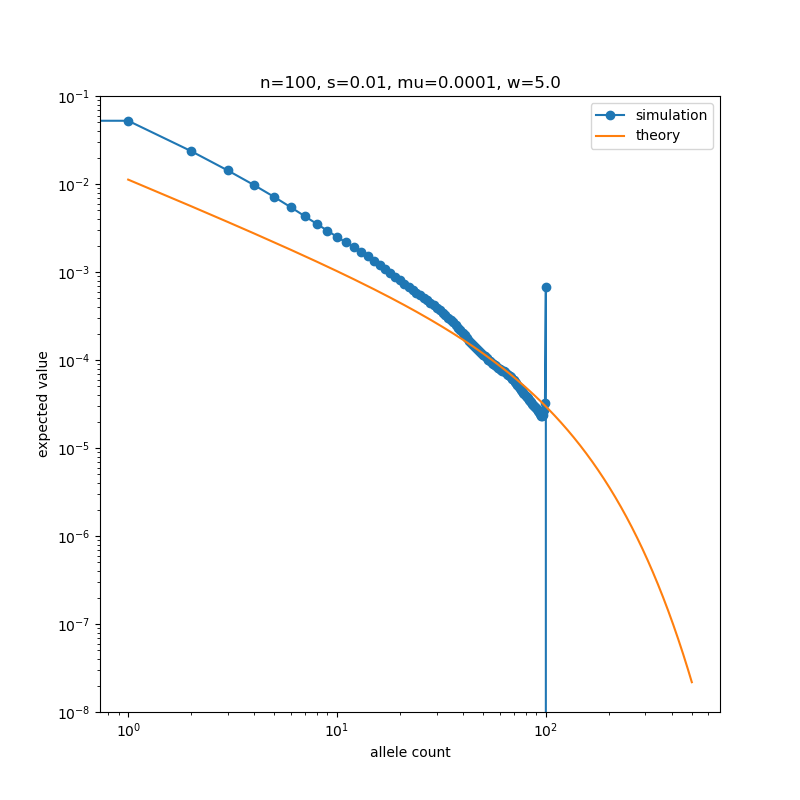 n=100, s=0.01, mu=0.0001, w=5.0
simulation
theory
expected value
10⁻¹
10⁻²
10⁻³
10⁻⁴
10⁻⁵
10⁻⁶
10⁻⁷
10⁻⁸
10⁰ 10¹ 10²
allele count